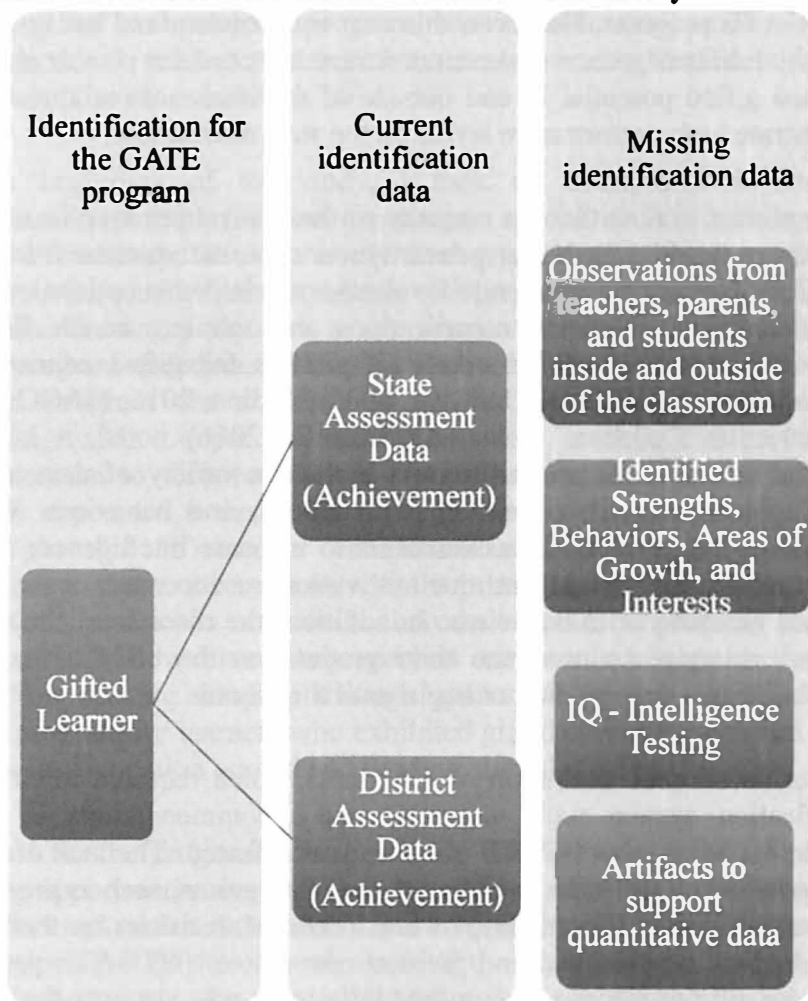 Identification for
the GATE
program
Current
identification
data
Missing
identification data
Gifted
Learner
State
Assessment
Data
(Achievement)
District
Assessment
Data
(Achievement)
Observations from
teachers, parents,
and students
inside and outside
of the classroom
Identified
Strengths,
Behaviors, Areas of
Growth, and
Interests
IQ - Intelligence
Testing
Artifacts to
support
quantitative data